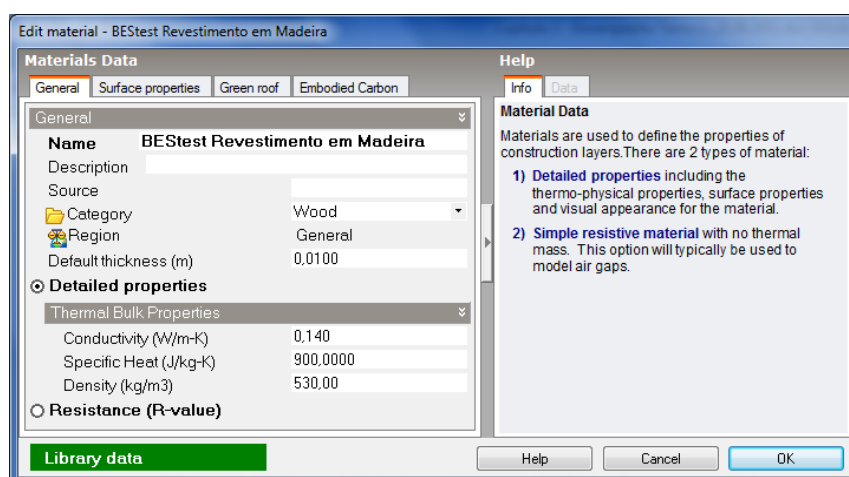 Edit material - BEStest Revestimento em Madeira
Materials Data
General Surface properties Green roof Embodied Carbon
General
Name BEStest Revestimento em Madeira
Description
Source
Category Wood
Region General
Default thickness (m) 0,0100
Detailed properties
Thermal Bulk Properties
Conductivity (W/m-K) 0,140
Specific Heat (J/kg-K) 900,0000
Density (kg/m3) 530,00
Resistance (R-value)
Library data
Help
Info Data
Material Data
Materials are used to define the properties of
construction layers.There are 2 types of material:
1) Detailed properties including the
thermo-physical properties, surface properties
and visual appearance for the material.
2) Simple resistive material with no thermal
mass. This option will typically be used to
model air gaps.
Help Cancel OK